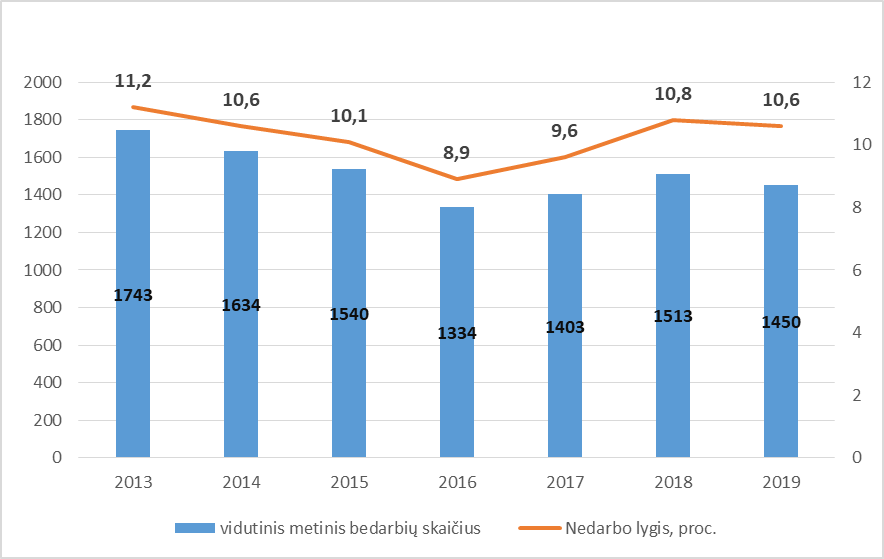 11,2 10,6 10,1 8,9 9,6 10,8 10,6
2000 12
1800
1600 10
1400
1200 8
1000
800 6
600
400 4
200 2
0 0
1743 1634 1540 1334 1403 1513 1450
2013 2014 2015 2016 2017 2018 2019
vidutinis metinis bedarbių skaičius Nedarbo lygis, proc.